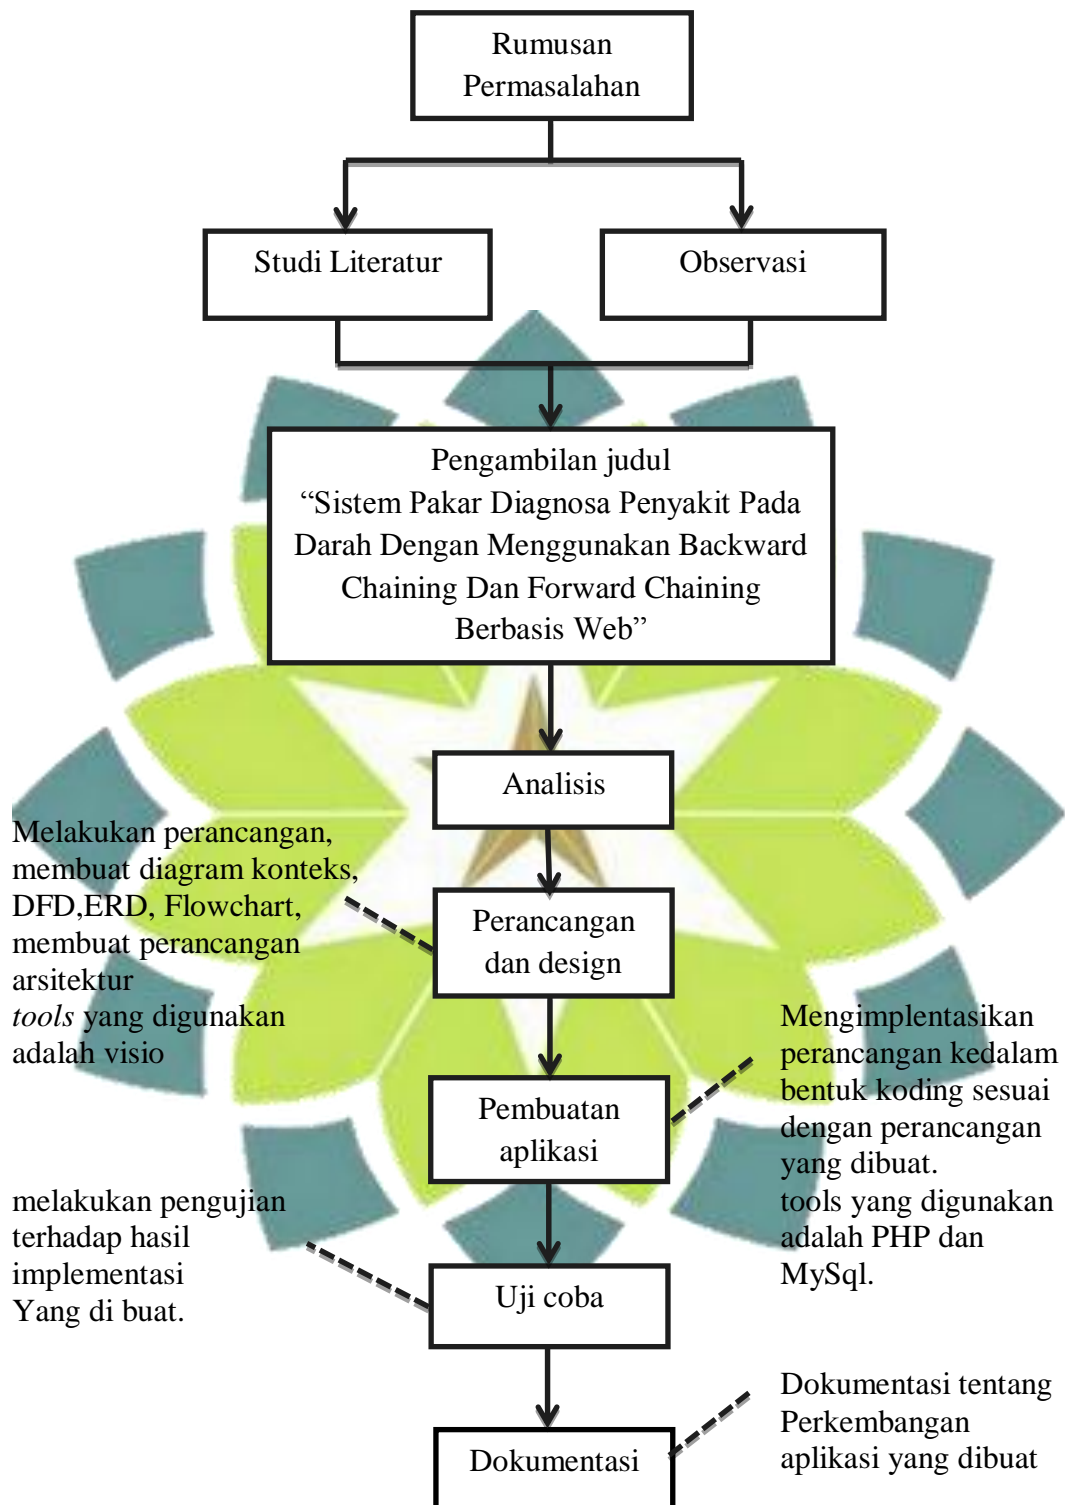 Rumusan
Permasalahan
Studi Literatur
Observasi
Pengambilan judul
“Sistem Pakar Diagnosa Penyakit Pada
Darah Dengan Menggunakan Backward
Chaining Dan Forward Chaining
Berbasis Web”
Analisis
Melakukan perancangan,
membuat diagram konteks,
DFD,ERD, Flowchart,
membuat perancangan
arsitektur
tools yang digunakan
adalah visio
Perancangan
dan design
Mengimplentasikan
perancangan kedalam
bentuk koding sesuai
dengan perancangan
yang dibuat.
tools yang digunakan
adalah PHP dan
MySql.
Pembuatan
aplikasi
melakukan pengujian
terhadap hasil
implementasi
Yang di buat.
Uji coba
Dokumentasi tentang
Perkembangan
aplikasi yang dibuat
Dokumentasi